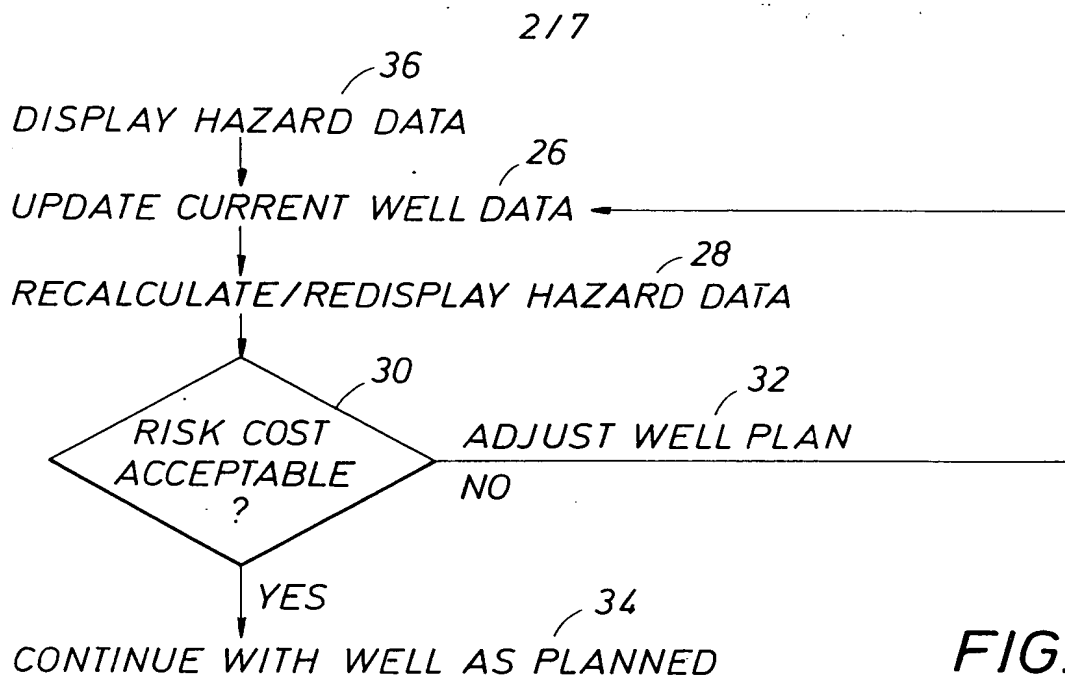 2/7
36
DISPLAY HAZARD DATA
26
UPDATE CURRENT WELL DATA
28
RECALCULATE/REDISPLAY HAZARD DATA
30
RISK COST
ACCEPTABLE
?
32
ADJUST WELL PLAN
NO
YES
34
CONTINUE WITH WELL AS PLANNED
FIG.